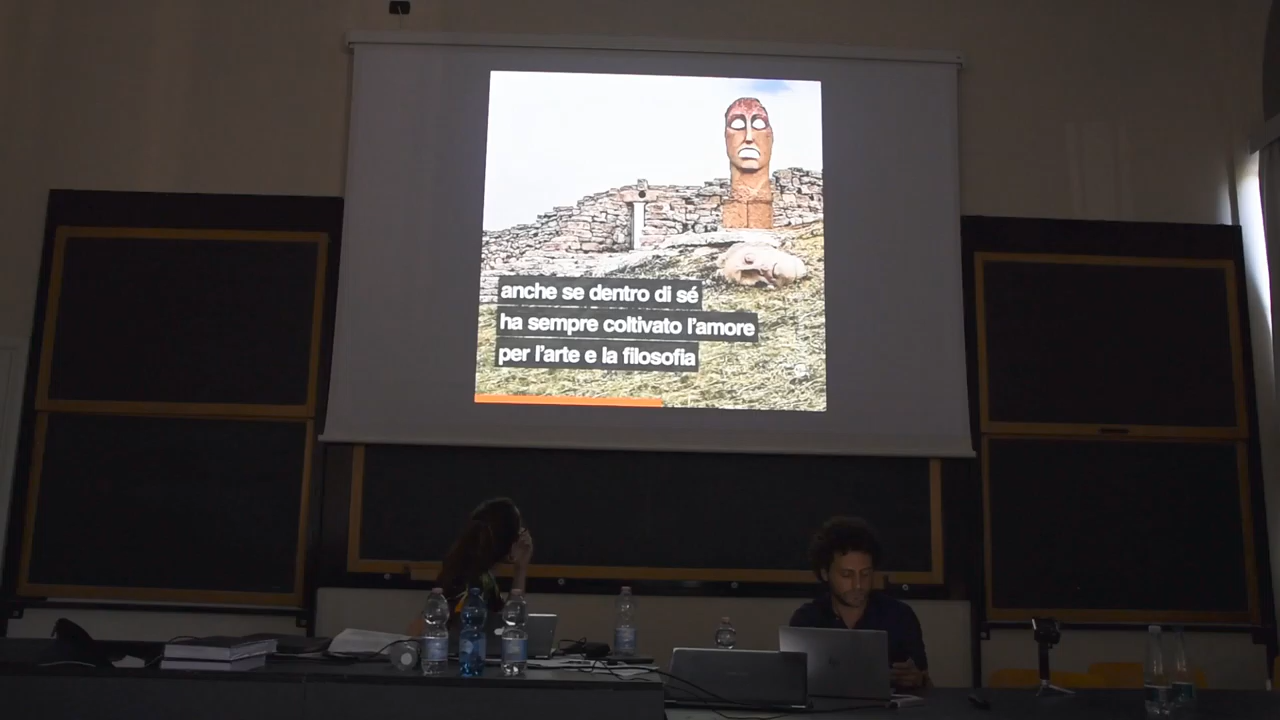 anche se dentro di sé
ha sempre coltivato l'amore
per l'arte e la filosofia